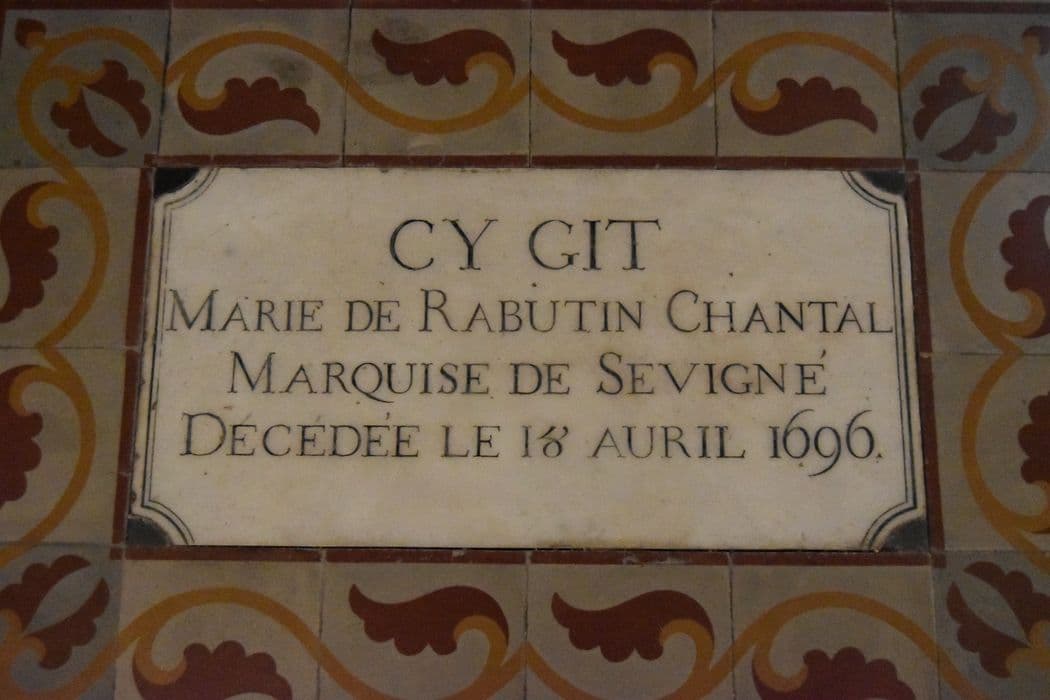 CY GIT
MARIE DE RABUTIN CHANTAL
MARQUISE DE SEVIGNÉ
DÉCÉDÉE LE 18 AURIL 1696.